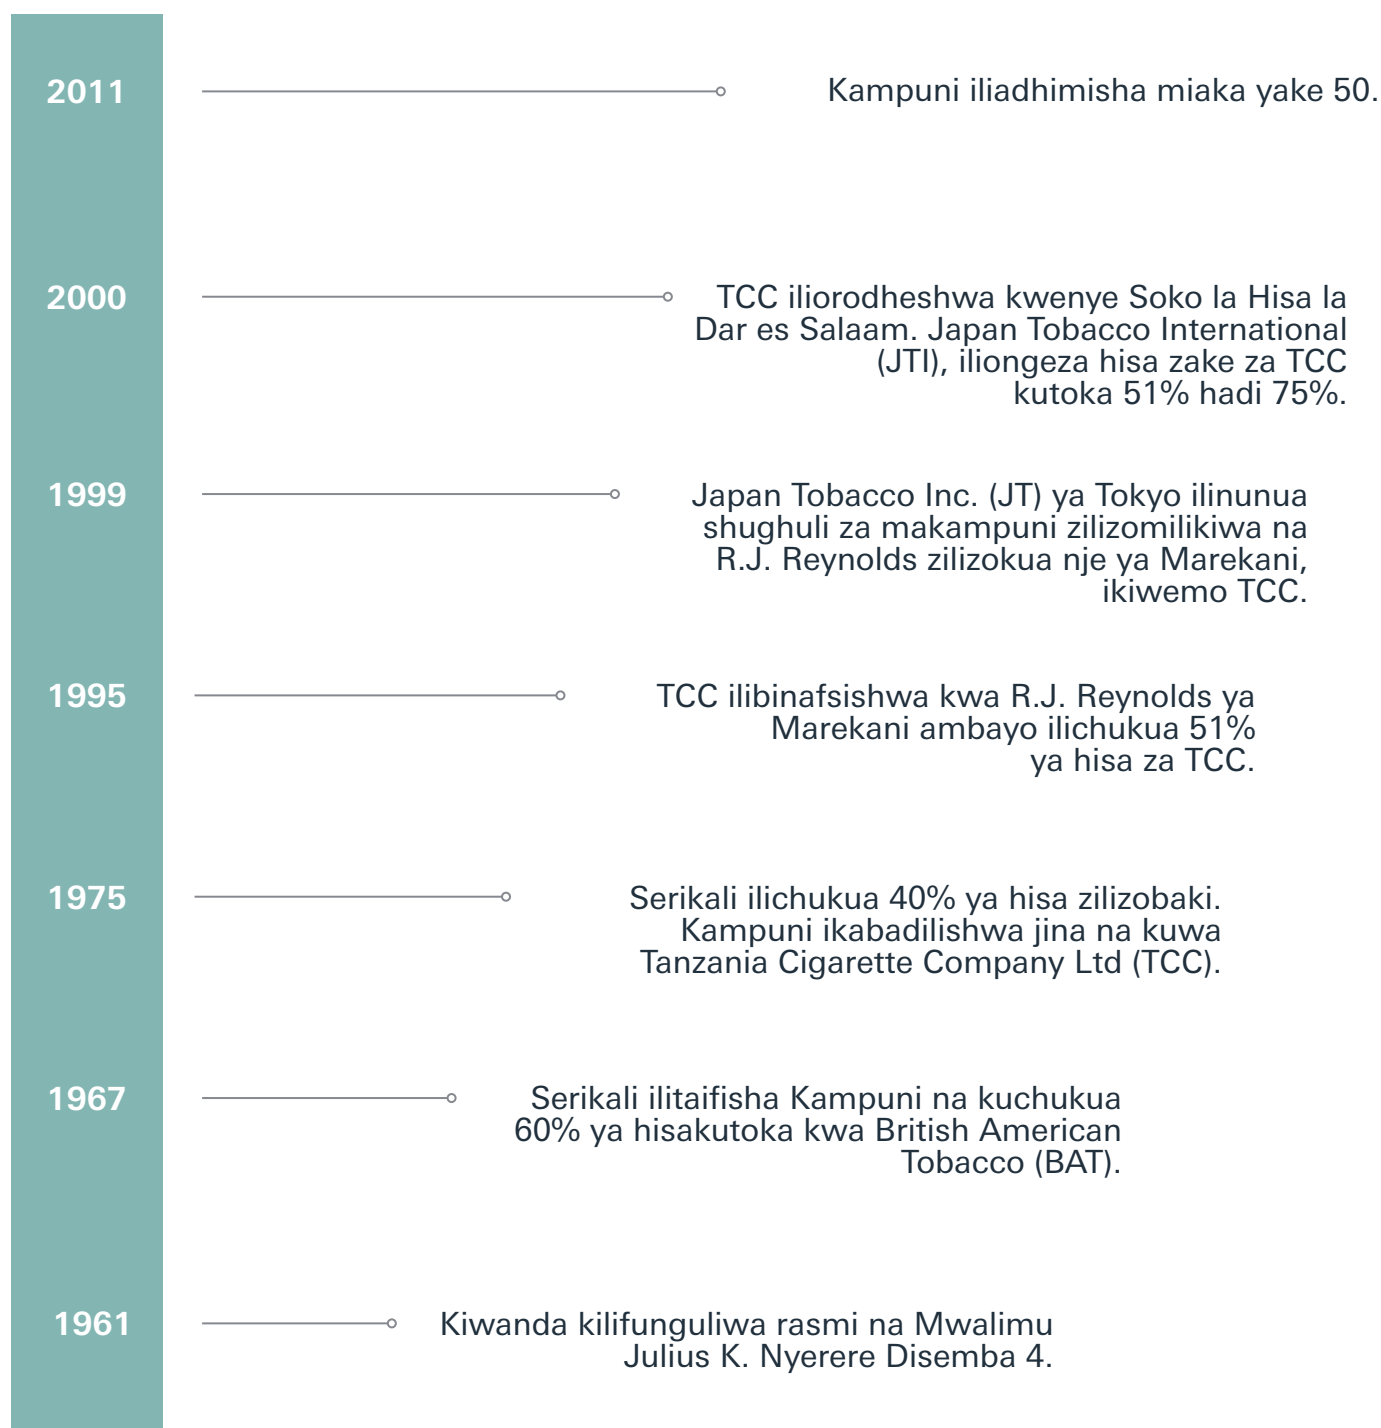 2011
Kampuni iliadhimisha miaka yake 50.
2000
TCC iliorodheshwa kwenye Soko la Hisa la
Dar es Salaam. Japan Tobacco International
(JTI), iliongeza hisa zake za TCC
kutoka 51% hadi 75%.
1999
Japan Tobacco Inc. (JT) ya Tokyo ilinunua
shughuli za makampuni zilizomilikiwa na
R.J. Reynolds zilizokua nje ya Marekani,
ikiwemo TCC.
1995
TCC ilibinafsishwa kwa R.J. Reynolds ya
Marekani ambayo ilichukua 51%
ya hisa za TCC.
1975
Serikali ilichukua 40% ya hisa zilizobaki.
Kampuni ikabadilishwa jina na kuwa
Tanzania Cigarette Company Ltd (TCC).
1967
Serikali ilitaifisha Kampuni na kuchukua
60% ya hisakutoka kwa British American
Tobacco (BAT).
1961
Kiwanda kilifunguliwa rasmi na Mwalimu
Julius K. Nyerere Disemba 4.